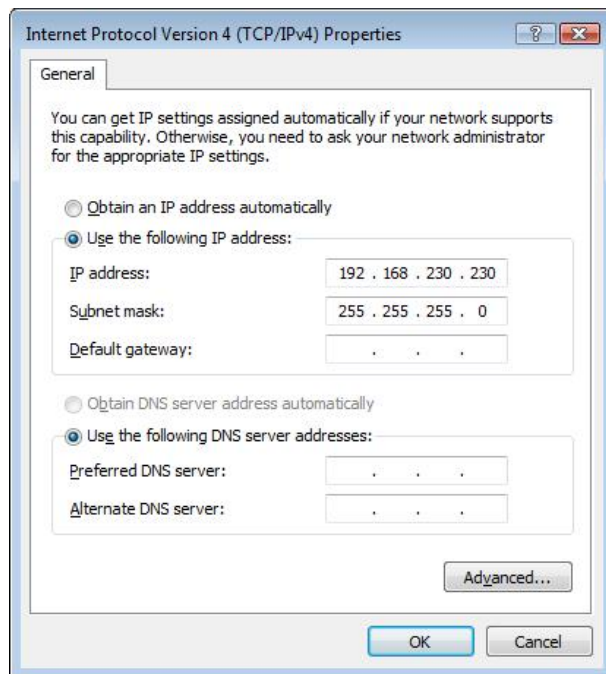 Internet Protocol Version 4 (TCP/IPv4) Properties
General
You can get IP settings assigned automatically if your network supports
this capability. Otherwise, you need to ask your network administrator
for the appropriate IP settings.
Obtain an IP address automatically
Use the following IP address:
IP address: 192 . 168 . 230 . 230
Subnet mask: 255 . 255 . 255 . 0
Default gateway: . . .
Obtain DNS server address automatically
Use the following DNS server addresses:
Preferred DNS server: . . .
Alternate DNS server: . . .
Advanced...
OK Cancel